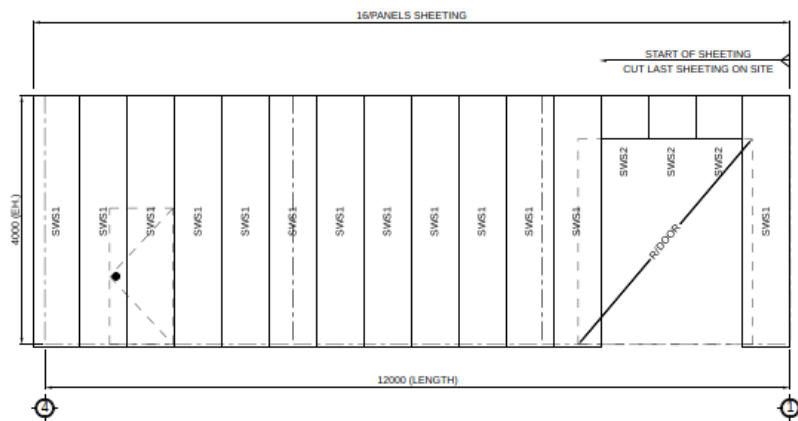 16/PANELS SHEETING
START OF SHEETING
CUT LAST SHEETING ON SITE
4000 (EH.)
SWS1
SWS1
SWS1
SWS1
SWS1
SWS1
SWS1
SWS1
SWS1
SWS1
SWS1
SWS1
SWS2
SWS2
SWS2
SWS1
R/DOOR
12000 (LENGTH)
4
1